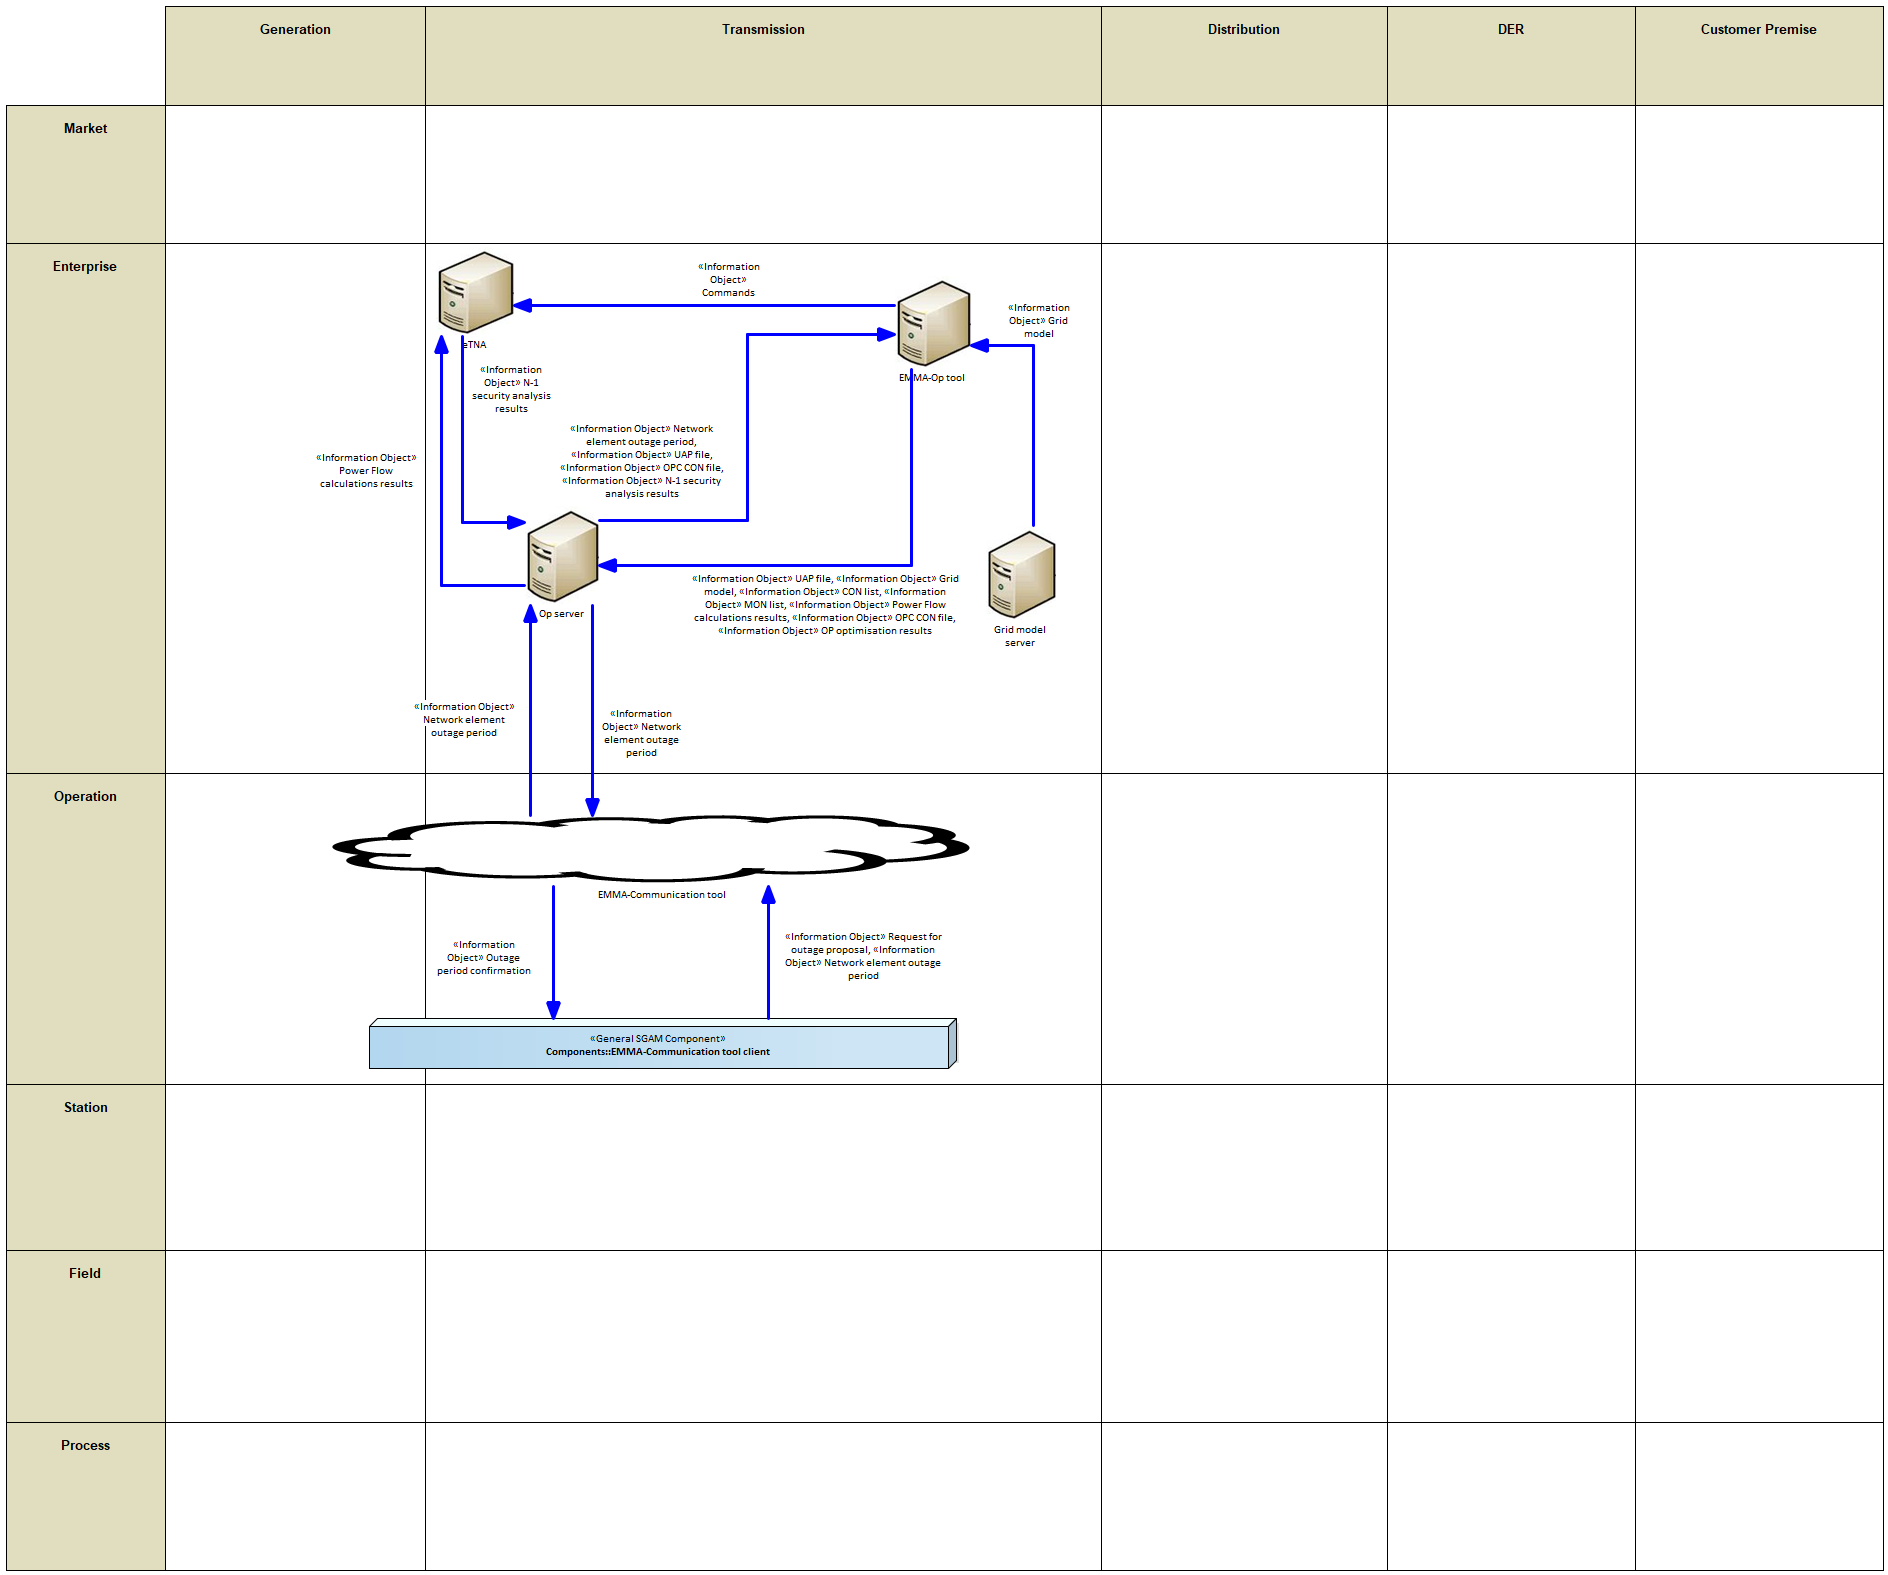 Generation
Transmission
Distribution
DER
Customer Premise
Market
Enterprise
«Information
Object»
Commands
«Information
Object» Grid
model
eTNA
EMMA-Op tool
«Information
Object» N-1
security analysis
results
«Information Object»
Power Flow
calculations results
«Information Object» Network
element outage period,
«Information Object» UAP file,
«Information Object» OPC CON file,
«Information Object» N-1 security
analysis results
Op server
«Information Object» UAP file, «Information Object» Grid
model, «Information Object» CON list, «Information
Object» MON list, «Information Object» Power Flow
calculations results, «Information Object» OPC CON file,
«Information Object» OP optimisation results
Grid model
server
«Information Object»
Network element
outage period
«Information
Object» Network
element outage
period
Operation
EMMA-Communication tool
«Information
Object» Outage
period confirmation
«Information Object» Request for
outage proposal, «Information
Object» Network element outage
period
«General SGAM Component»
Components::EMMA-Communication tool client
Station
Field
Process